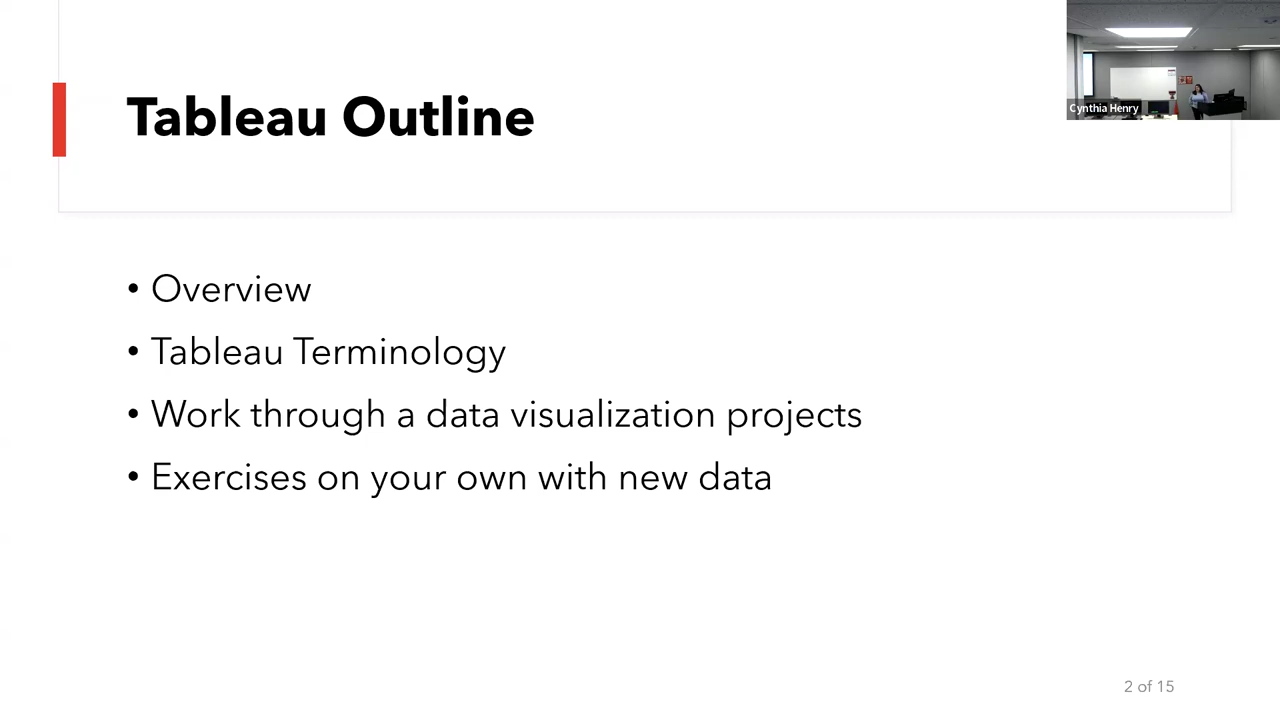 Tableau Outline
Cynthia Henry
• Overview
• Tableau Terminology
• Work through a data visualization projects
• Exercises on your own with new data
2 of 15